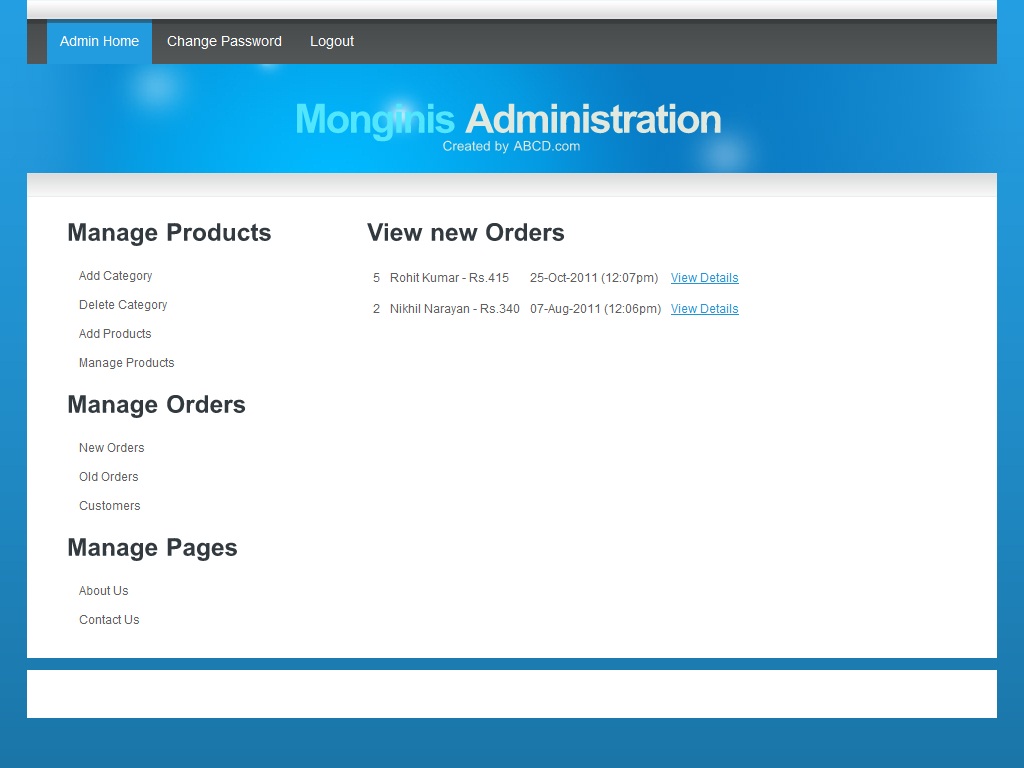 Admin Home Change Password Logout
Monginis Administration
Created by ABCD.com
Manage Products
Add Category
Delete Category
Add Products
Manage Products
Manage Orders
New Orders
Old Orders
Customers
Manage Pages
About Us
Contact Us
View new Orders
5 Rohit Kumar - Rs.415 25-Oct-2011 (12:07pm) View Details
2 Nikhil Narayan - Rs.340 07-Aug-2011 (12:06pm) View Details